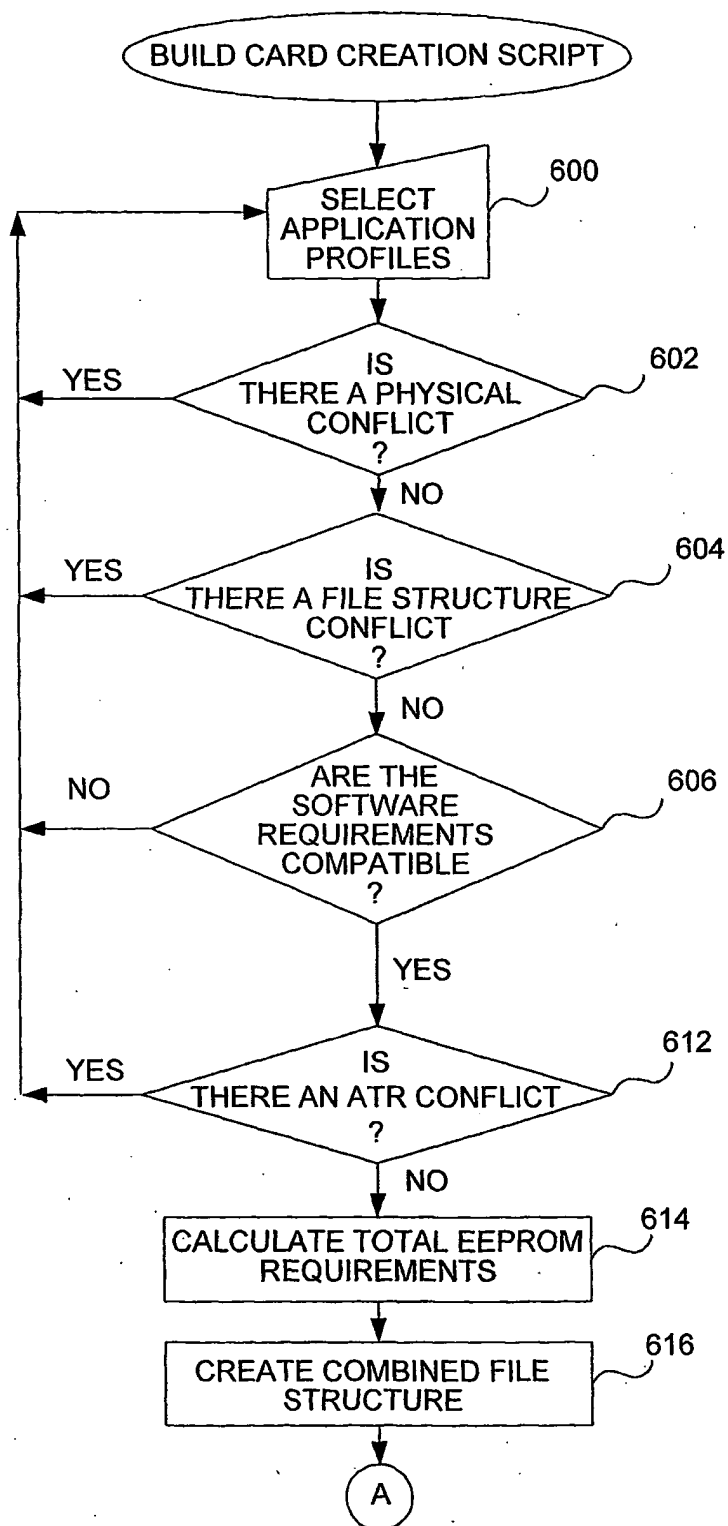 BUILD CARD CREATION SCRIPT
600
SELECT
APPLICATION
PROFILES
602
IS
THERE A PHYSICAL
CONFLICT
?
YES
NO
604
IS
THERE A FILE STRUCTURE
CONFLICT
?
YES
NO
606
ARE THE
SOFTWARE
REQUIREMENTS
COMPATIBLE
?
NO
YES
612
IS
THERE AN ATR CONFLICT
?
YES
NO
614
CALCULATE TOTAL EEPROM
REQUIREMENTS
616
CREATE COMBINED FILE
STRUCTURE
A